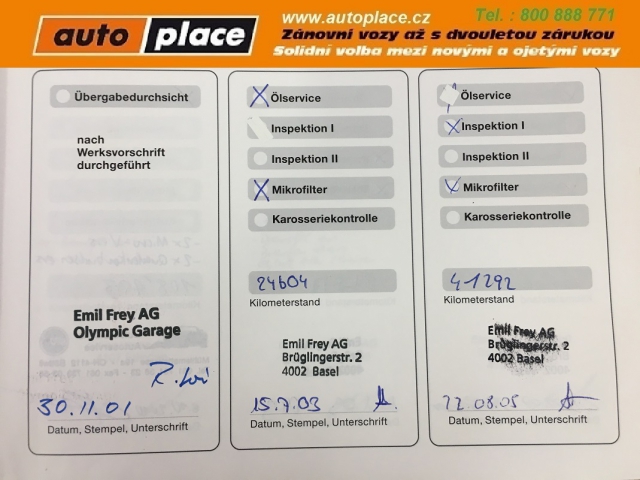 auto place
www.autoplace.cz
Tel. : 800 888 771
Zánovní vozy až s dvouletou zárukou
Solidní volba mezi novými a ojetými vozy
Übergabedurchsicht
nach
Werksvorschrift
durchgeführt
Emil Frey AG
Olympic Garage
30.11.01
Datum, Stempel, Unterschrift
Ölservice
Inspektion I
Inspektion II
Mikrofilter
Karosseriekontrolle
24604
Kilometerstand
Emil Frey AG
Brüglingerstr. 2
4002 Basel
15.7.03
Datum, Stempel, Unterschrift
Ölservice
Inspektion I
Inspektion II
Mikrofilter
Karosseriekontrolle
41292
Kilometerstand
Emil Frey AG
Brüglingerstr. 2
4002 Basel
22.08.05
Datum, Stempel, Unterschrift